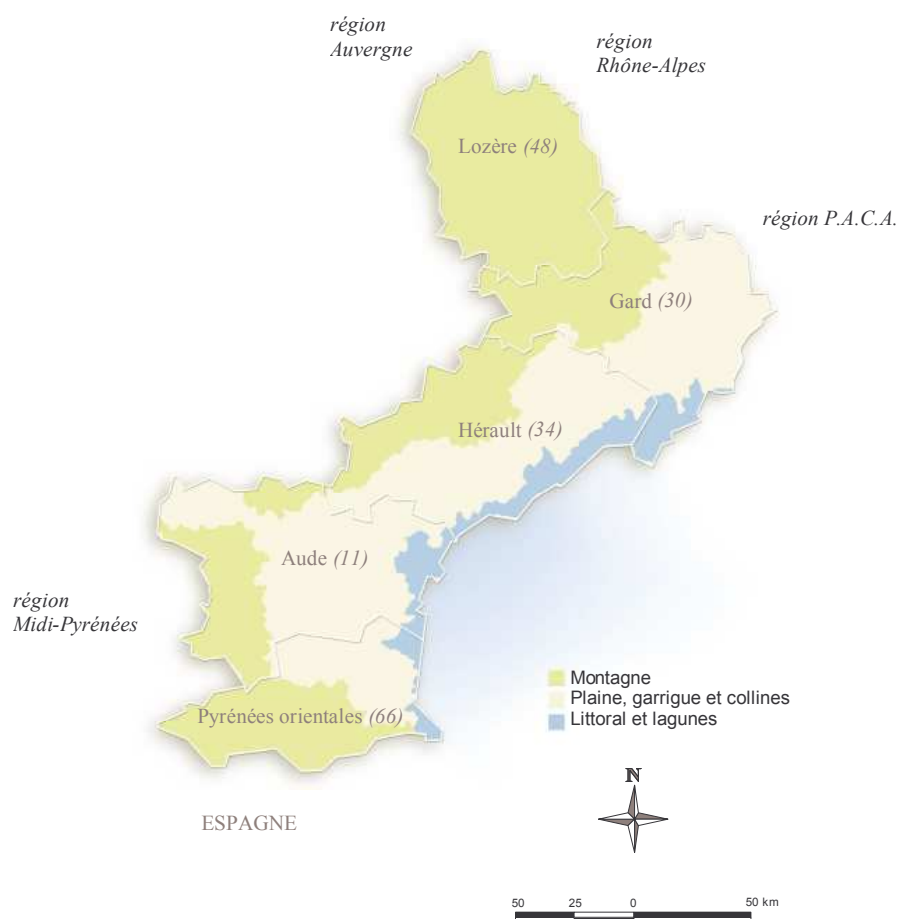 région
Auvergne
région
Rhône-Alpes
Lozère (48)
région P.A.C.A.
Gard (30)
Hérault (34)
Aude (11)
région
Midi-Pyrénées
Montagne
Plaine, garrigue et collines
Littoral et lagunes
Pyrénées orientales (66)
N
ESPAGNE
50 25 0 50 km